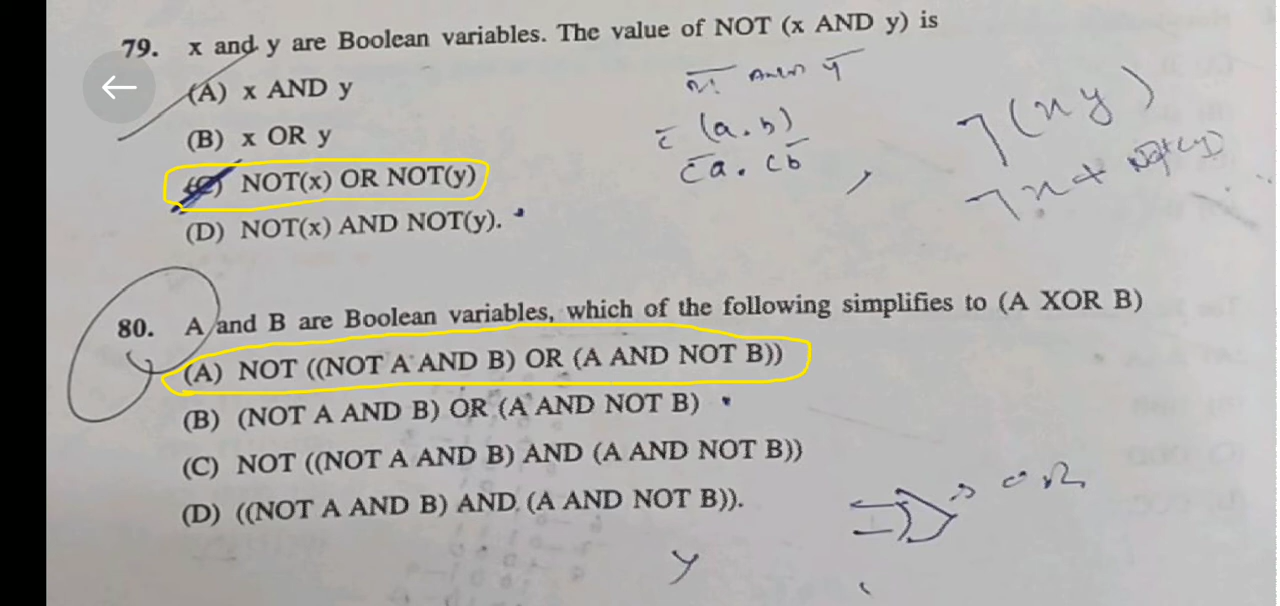 79. x and y are Boolean variables. The value of NOT (x AND y) is
(A) x AND y
(B) x OR y
(C) NOT(x) OR NOT(y)
(D) NOT(x) AND NOT(y).
(a.b)
¬(xy)
80. A and B are Boolean variables, which of the following simplifies to (A XOR B)
(A) NOT ((NOT A AND B) OR (A AND NOT B))
(B) (NOT A AND B) OR (A AND NOT B)
(C) NOT ((NOT A AND B) AND (A AND NOT B))
(D) ((NOT A AND B) AND (A AND NOT B)).
OR
y